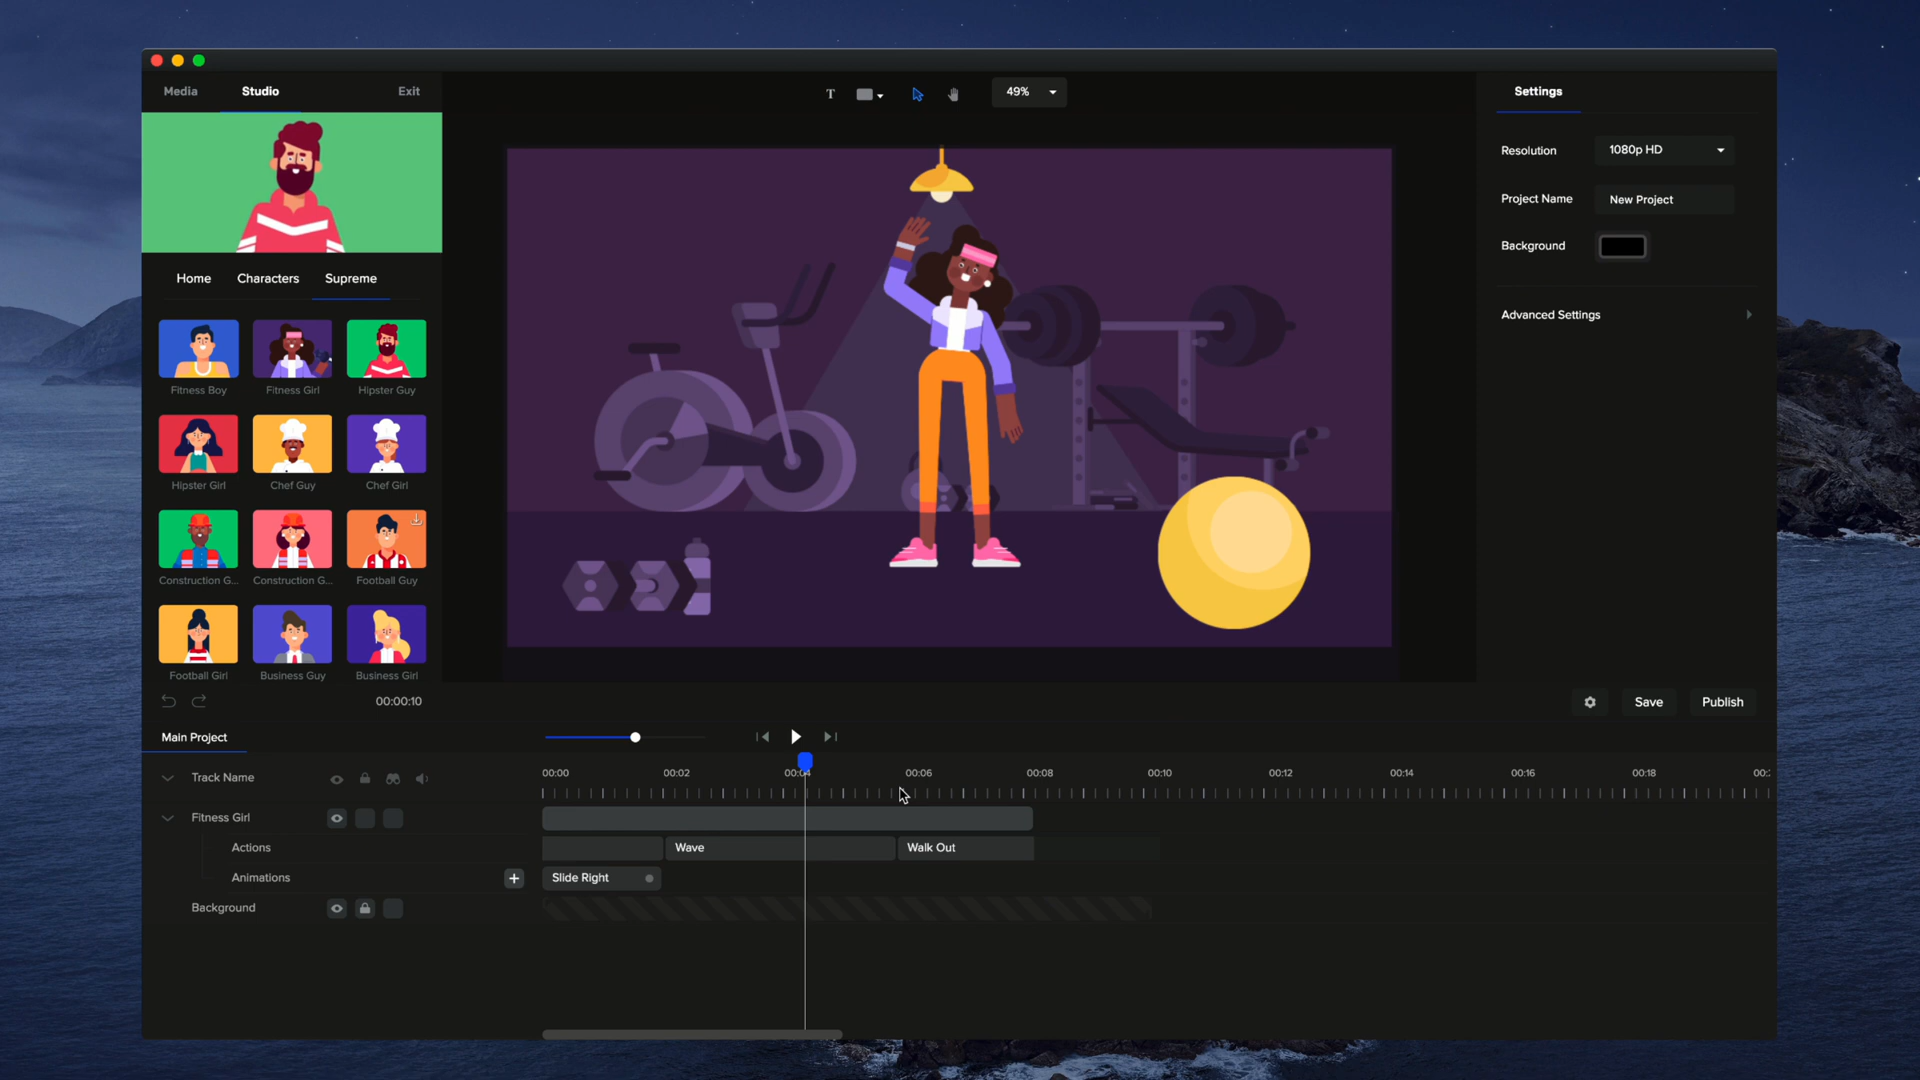 Media Studio Exit
T 49%
Settings
Resolution 1080p HD
Project Name New Project
Background
Advanced Settings
Home Characters Supreme
Fitness Boy Fitness Girl Hipster Guy
Hipster Girl Chef Guy Chef Girl
Construction G... Construction G... Football Guy
Football Girl Business Guy Business Girl
00:00:10
Save Publish
Main Project
Track Name
00:00 00:02 00:04 00:06 00:08 00:10 00:12 00:14 00:16 00:18 00:
Fitness Girl
Actions Wave Walk Out
Animations + Slide Right
Background